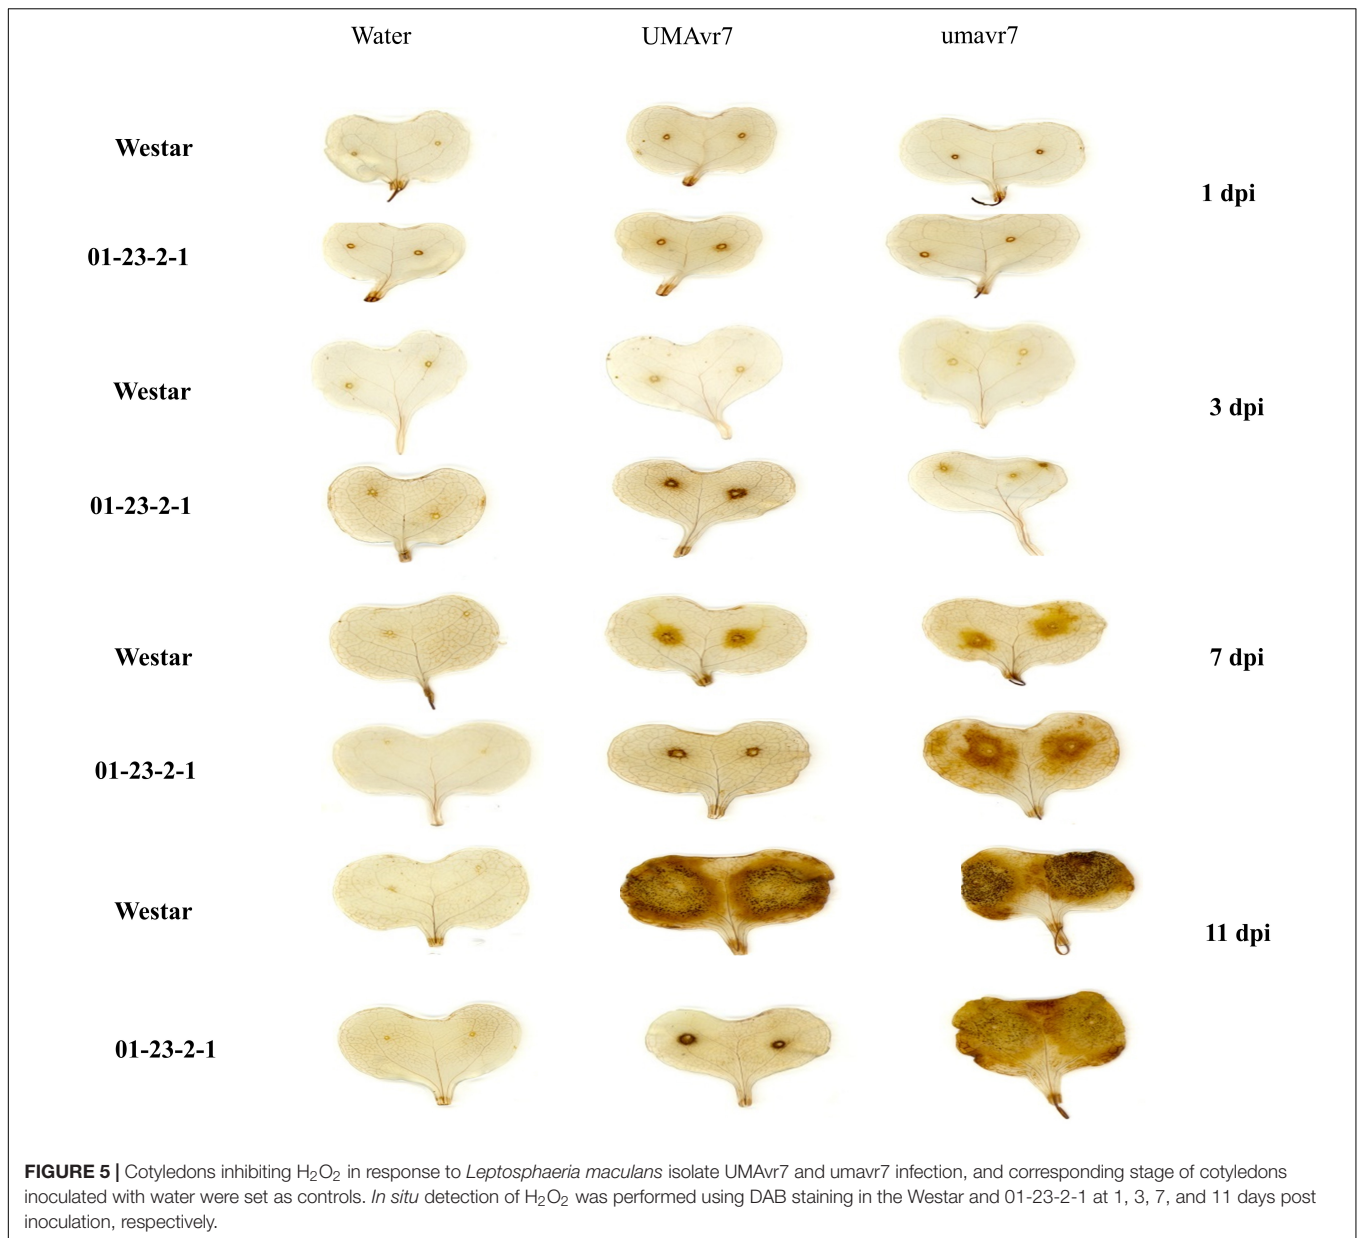 Water UMAvr7 umavr7
Westar
1 dpi
01-23-2-1
Westar
3 dpi
01-23-2-1
Westar
7 dpi
01-23-2-1
Westar
11 dpi
01-23-2-1
FIGURE 5 | Cotyledons inhibiting H₂O₂ in response to Leptosphaeria maculans isolate UMAvr7 and umavr7 infection, and corresponding stage of cotyledons
inoculated with water were set as controls. In situ detection of H₂O₂ was performed using DAB staining in the Westar and 01-23-2-1 at 1, 3, 7, and 11 days post
inoculation, respectively.